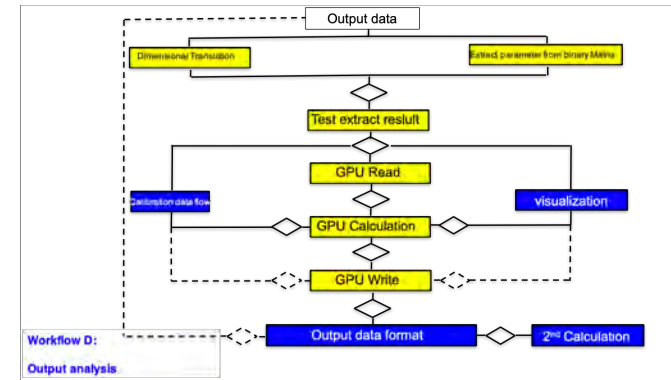 Output data
Dimensional Translation
Extract parameter from binary Matrix
Test extract reslult
GPU Read
Calibration data flow
visualization
GPU Calculation
GPU Write
Output data format
2nd Calculation
Workflow D:
Output analysis